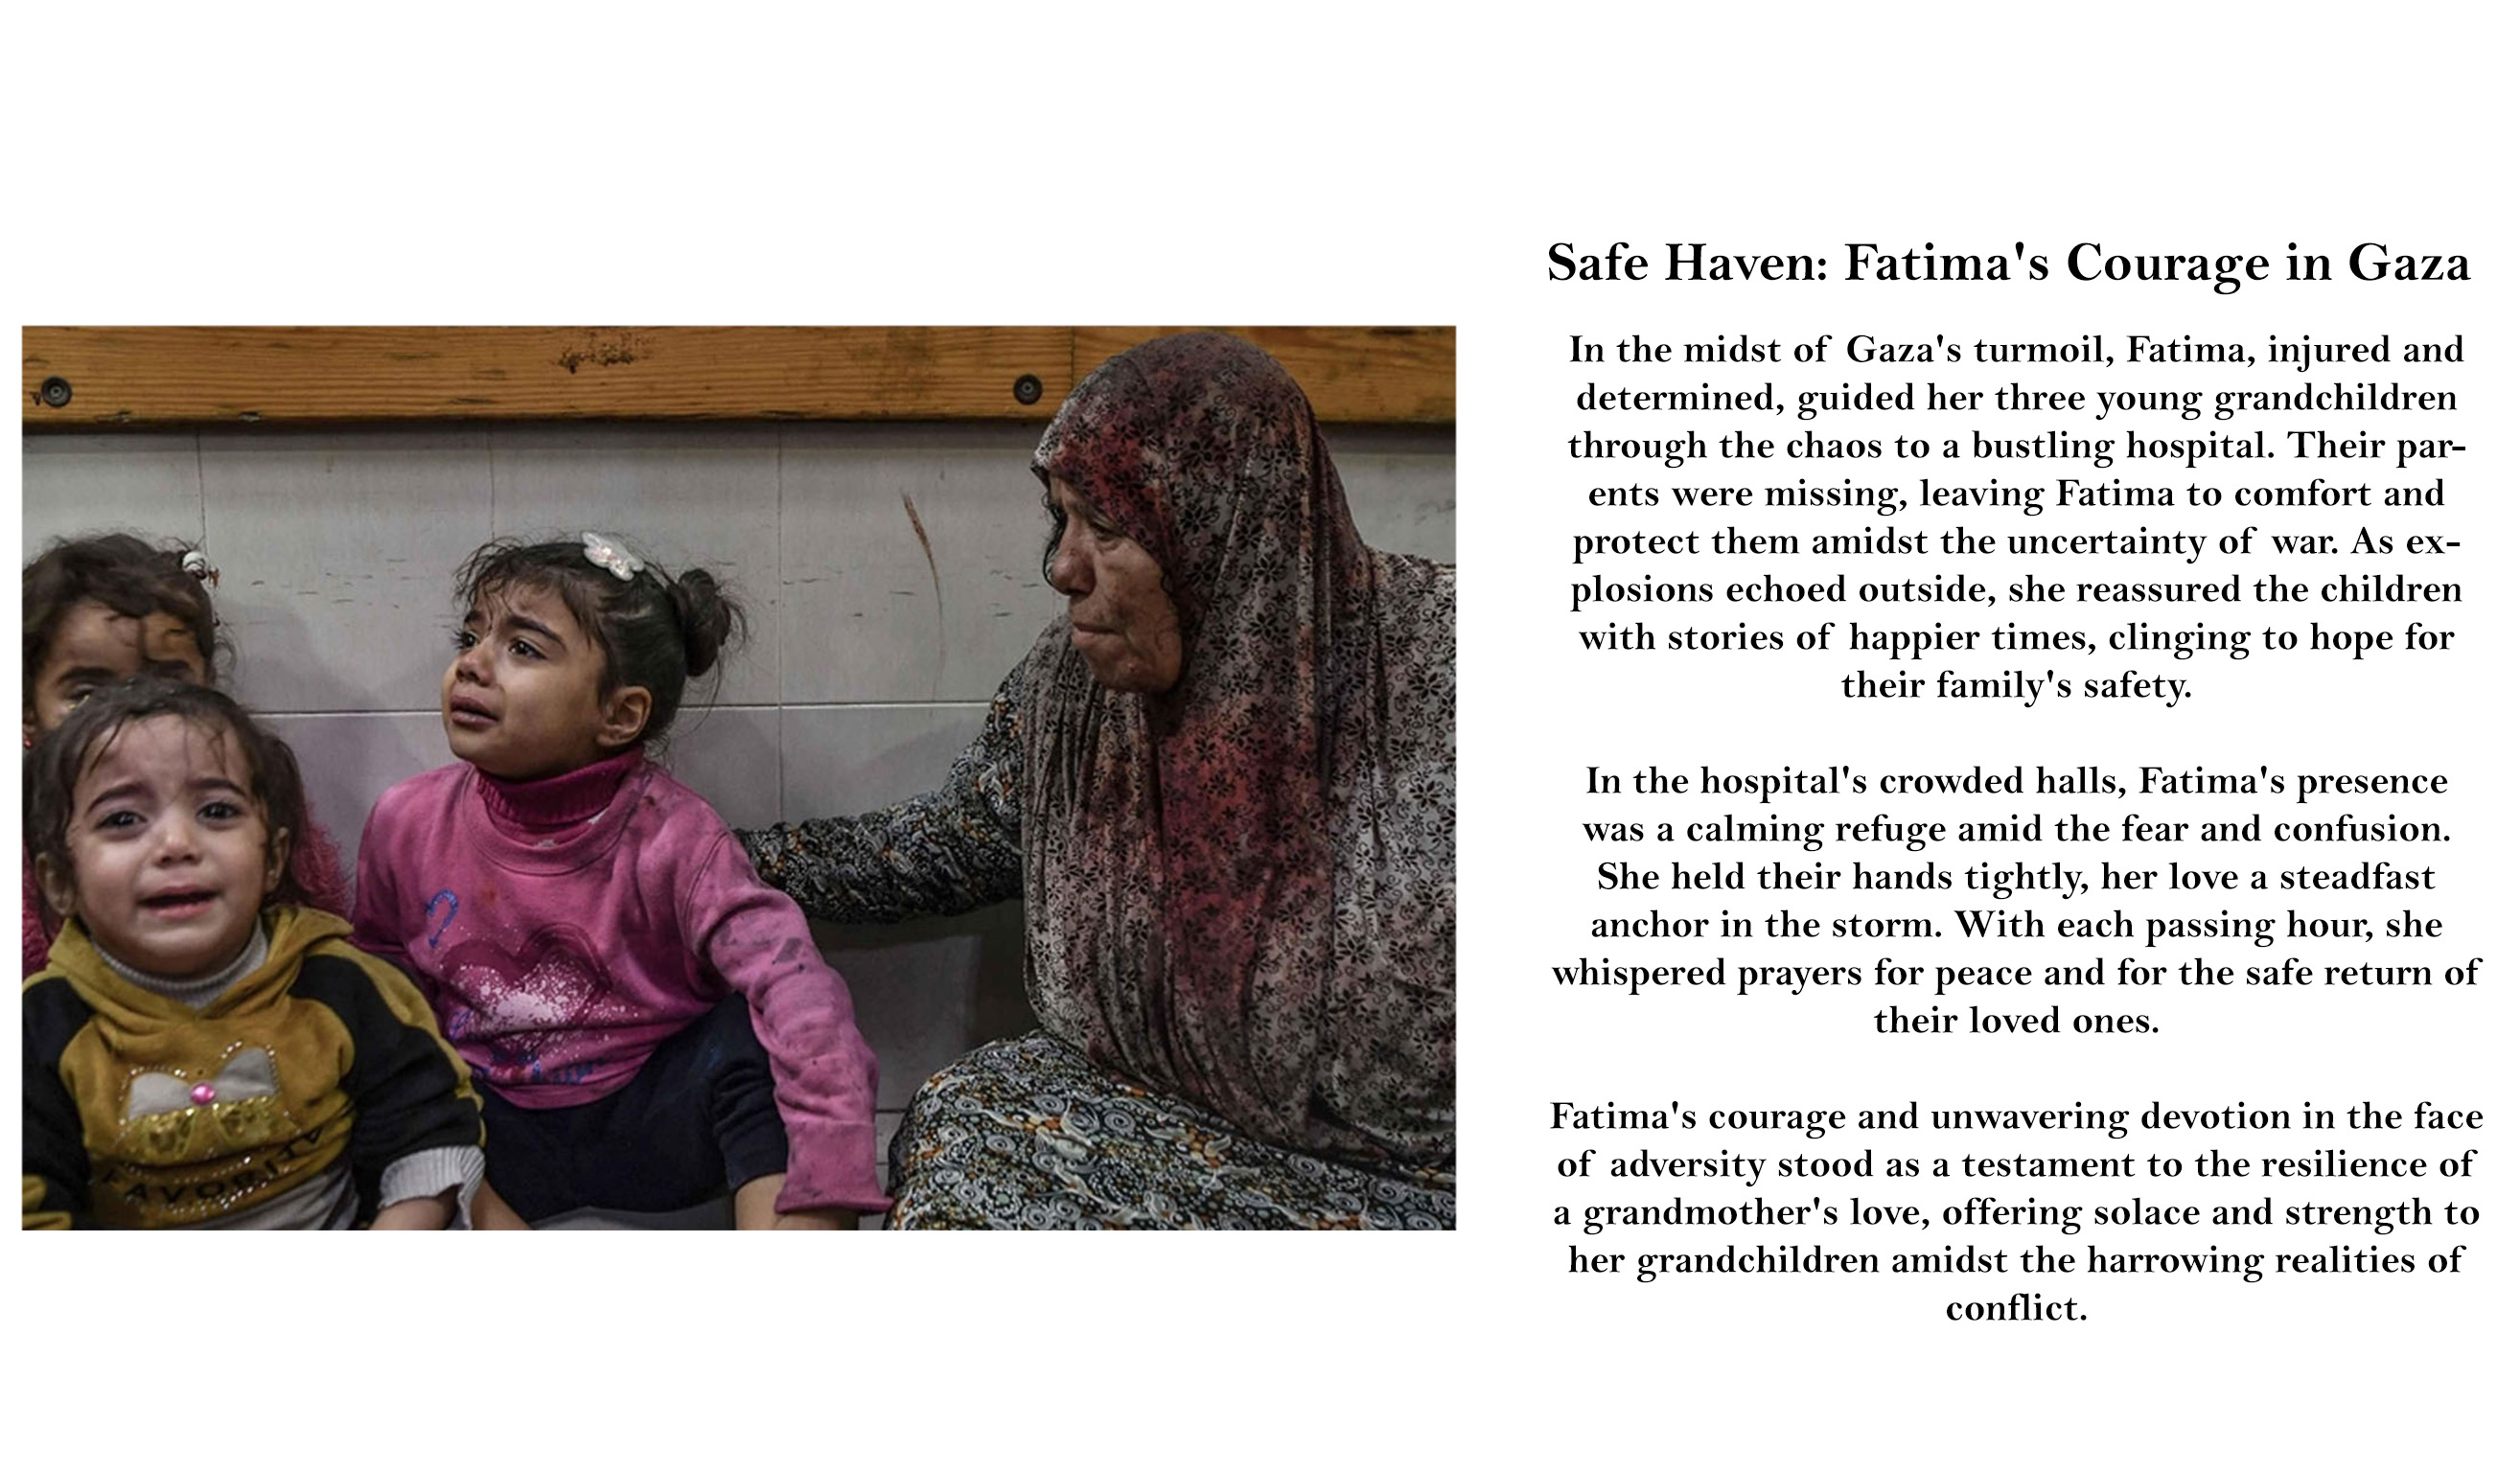 Safe Haven: Fatima's Courage in Gaza
In the midst of Gaza's turmoil, Fatima, injured and
determined, guided her three young grandchildren
through the chaos to a bustling hospital. Their par-
ents were missing, leaving Fatima to comfort and
protect them amidst the uncertainty of war. As ex-
plosions echoed outside, she reassured the children
with stories of happier times, clinging to hope for
their family's safety.
In the hospital's crowded halls, Fatima's presence
was a calming refuge amid the fear and confusion.
She held their hands tightly, her love a steadfast
anchor in the storm. With each passing hour, she
whispered prayers for peace and for the safe return of
their loved ones.
Fatima's courage and unwavering devotion in the face
of adversity stood as a testament to the resilience of
a grandmother's love, offering solace and strength to
her grandchildren amidst the harrowing realities of
conflict.